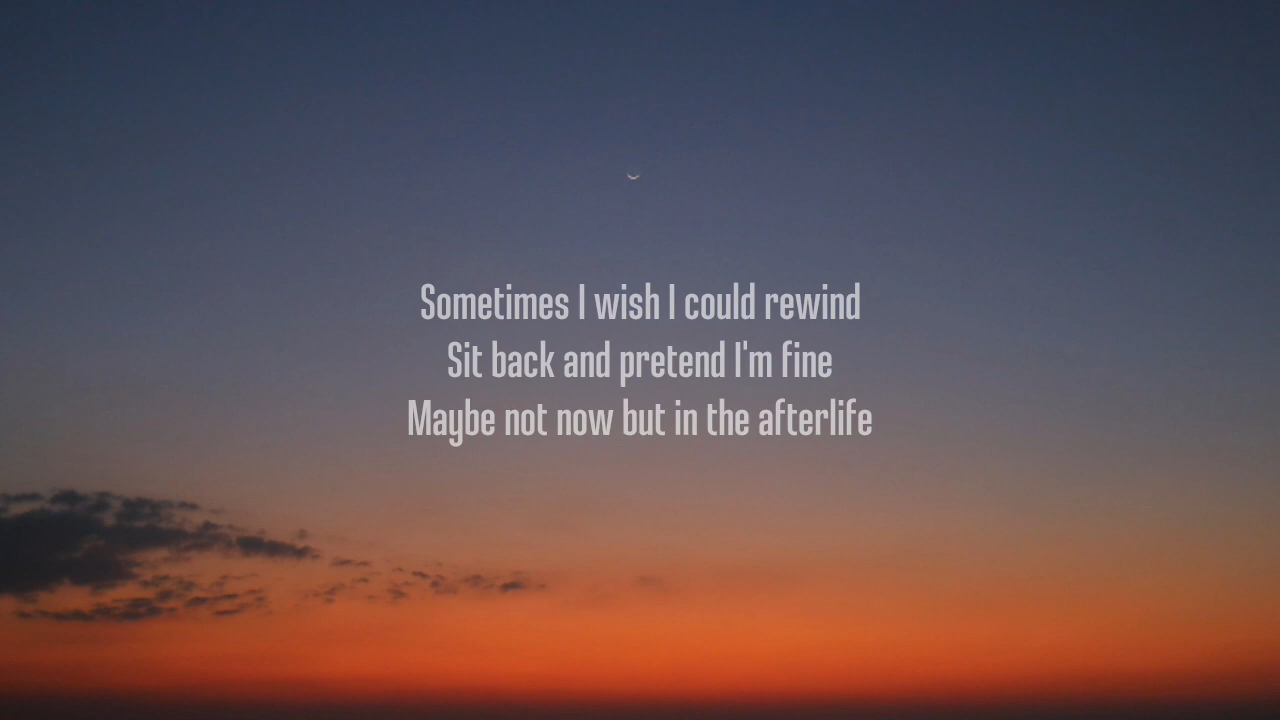 Sometimes I wish I could rewind
Sit back and pretend I'm fine
Maybe not now but in the afterlife